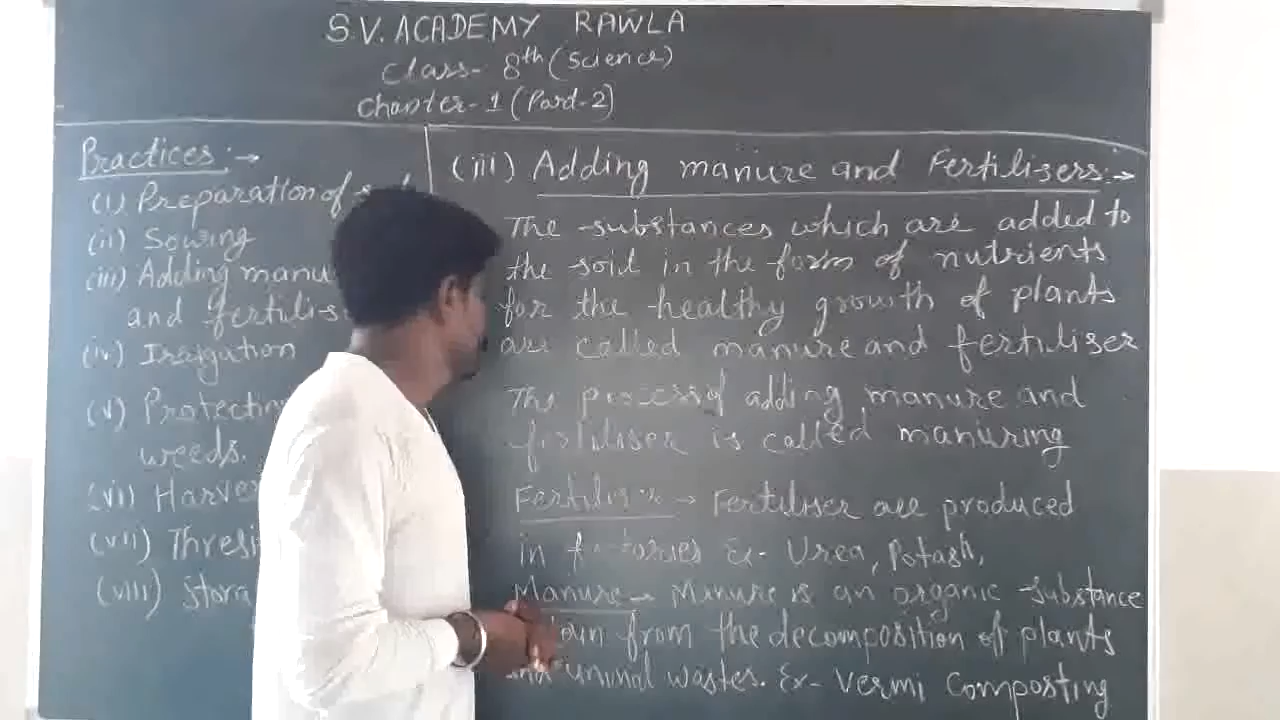 S.V. ACADEMY RAWLA
Class- 8th (Science)
Chapter-1 (Part-2)
Practices :→
(i) Preparation of
(ii) Sowing
(iii) Adding manu
and fertilis
(iv) Irrigation
(v) Protectin
weeds.
(vi) Harves
(vii) Thresi
(viii) Stora
(iii) Adding manure and Fertilisers :→
The substances which are added to
the soil in the form of nutrients
for the healthy growth of plants
are called manure and fertiliser
The process of adding manure and
fertiliser is called manuring
Fertiliser → Fertiliser are produced
in factories Ex- Urea, Potash,
Manure → Manure is an organic substance
from the decomposition of plants
and animal wastes. Ex- Vermi Composting